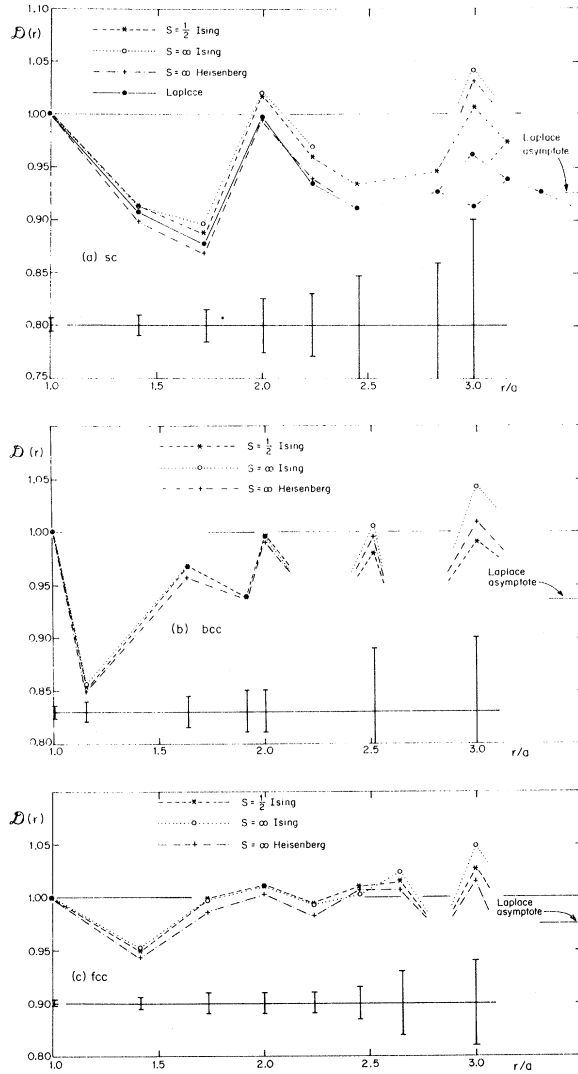 𝒟(r)
S = 1/2 Ising
S = ∞ Ising
S = ∞ Heisenberg
Laplace
1,10
1,05
1,00
0,95
0,90
0,85
0,80
0,75
Laplace
asymptote
(a) sc
1.0
1.5
2.0
2.5
3.0
r/a
𝒟(r)
S = 1/2 Ising
S = ∞ Ising
S = ∞ Heisenberg
1,05
1,00
0,95
0,90
0,85
0,80
Laplace
asymptote
(b) bcc
1.0
1.5
2.0
2.5
3.0
r/a
𝒟(r)
S = 1/2 Ising
S = ∞ Ising
S = ∞ Heisenberg
1,05
1.00
0,95
0,90
0.80
Laplace
asymptote
(c) fcc
1.0
1.5
2.0
2.5
3.0
r/a